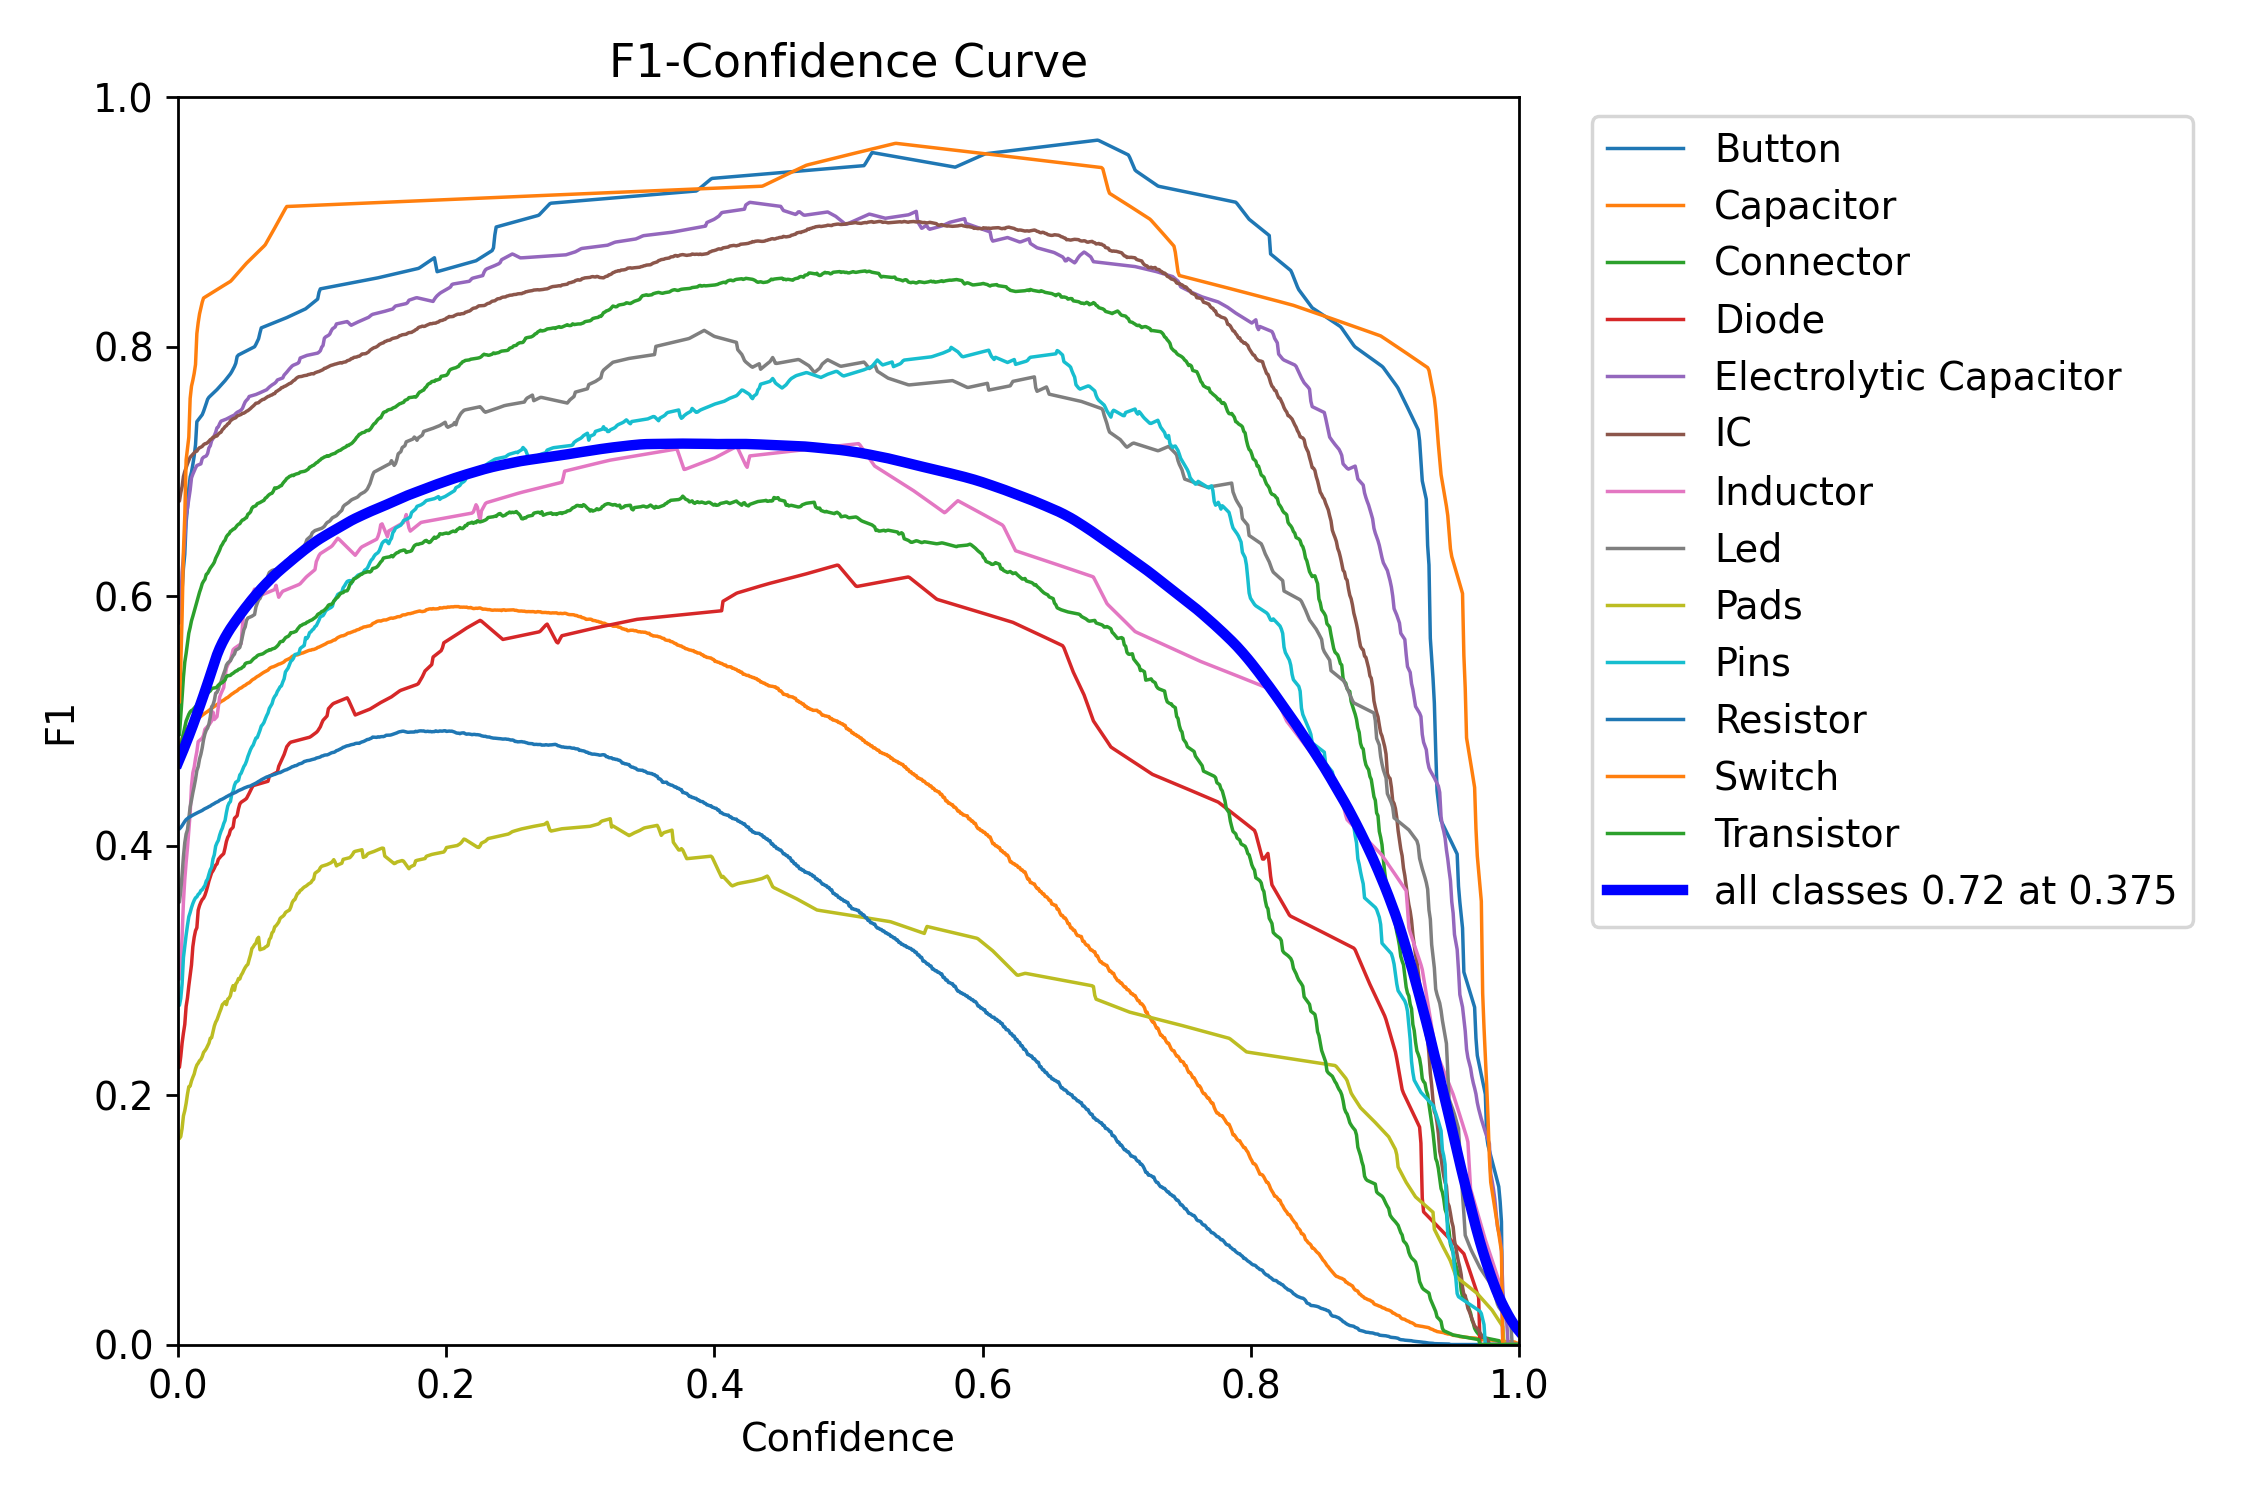 F1-Confidence Curve
1.0
0.8
0.6
0.4
0.2
0.0
F1
0.0 0.2 0.4 0.6 0.8 1.0
Confidence
Button
Capacitor
Connector
Diode
Electrolytic Capacitor
IC
Inductor
Led
Pads
Pins
Resistor
Switch
Transistor
all classes 0.72 at 0.375